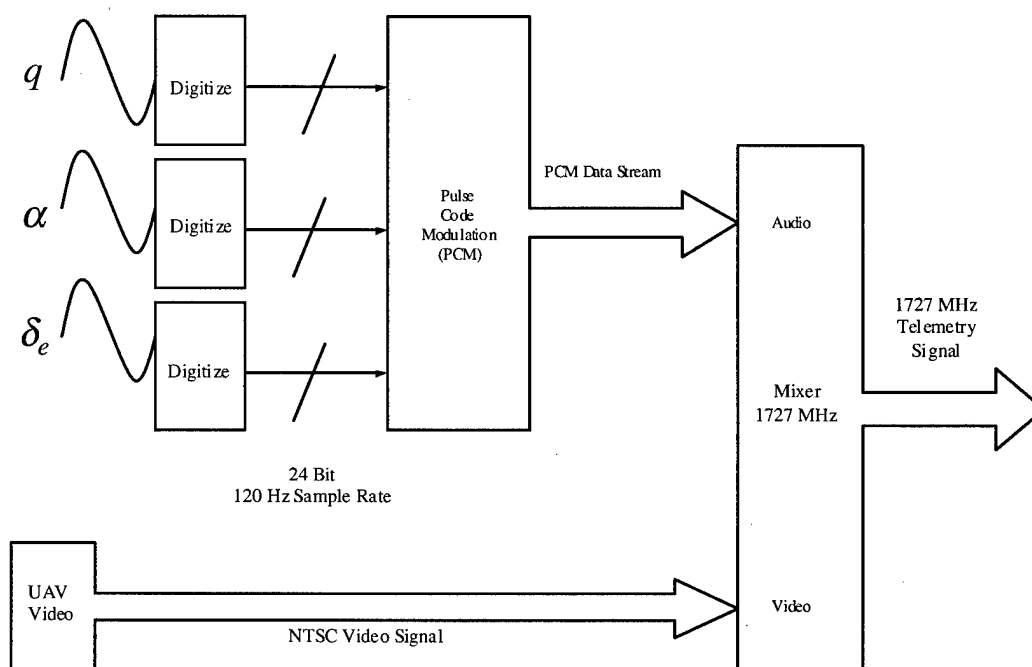 q
Digitize
α
Digitize
δe
Digitize
24 Bit
120 Hz Sample Rate
Pulse
Code
Modulation
(PCM)
PCM Data Stream
Audio
Mixer
1727 MHz
Video
1727 MHz
Telemetry
Signal
UAV
Video
NTSC Video Signal